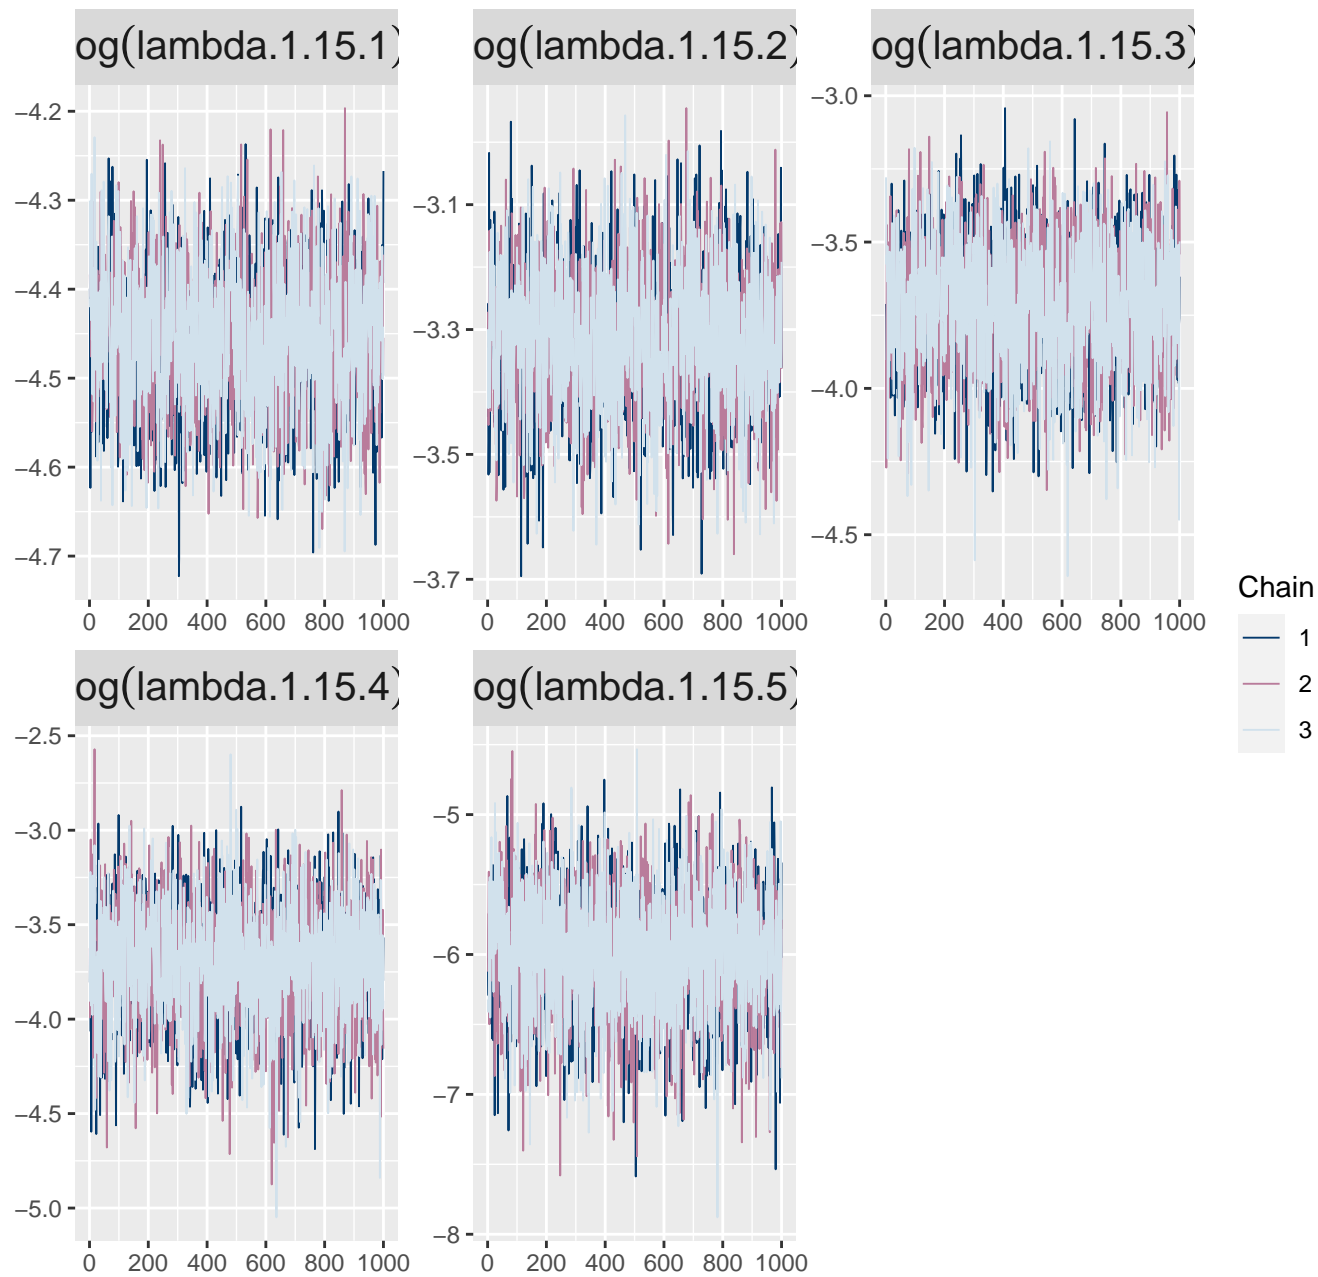 og(lambda.1.15.1)
og(lambda.1.15.2)
og(lambda.1.15.3)
−4.2
−4.3
−4.4
−4.5
−4.6
−4.7
0 200 400 600 800 1000
−3.1
−3.3
−3.5
−3.7
0 200 400 600 800 1000
−3.0
−3.5
−4.0
−4.5
0 200 400 600 800 1000
og(lambda.1.15.4)
og(lambda.1.15.5)
−2.5
−3.0
−3.5
−4.0
−4.5
−5.0
0 200 400 600 800 1000
−5
−6
−7
−8
0 200 400 600 800 1000
Chain
1
2
3